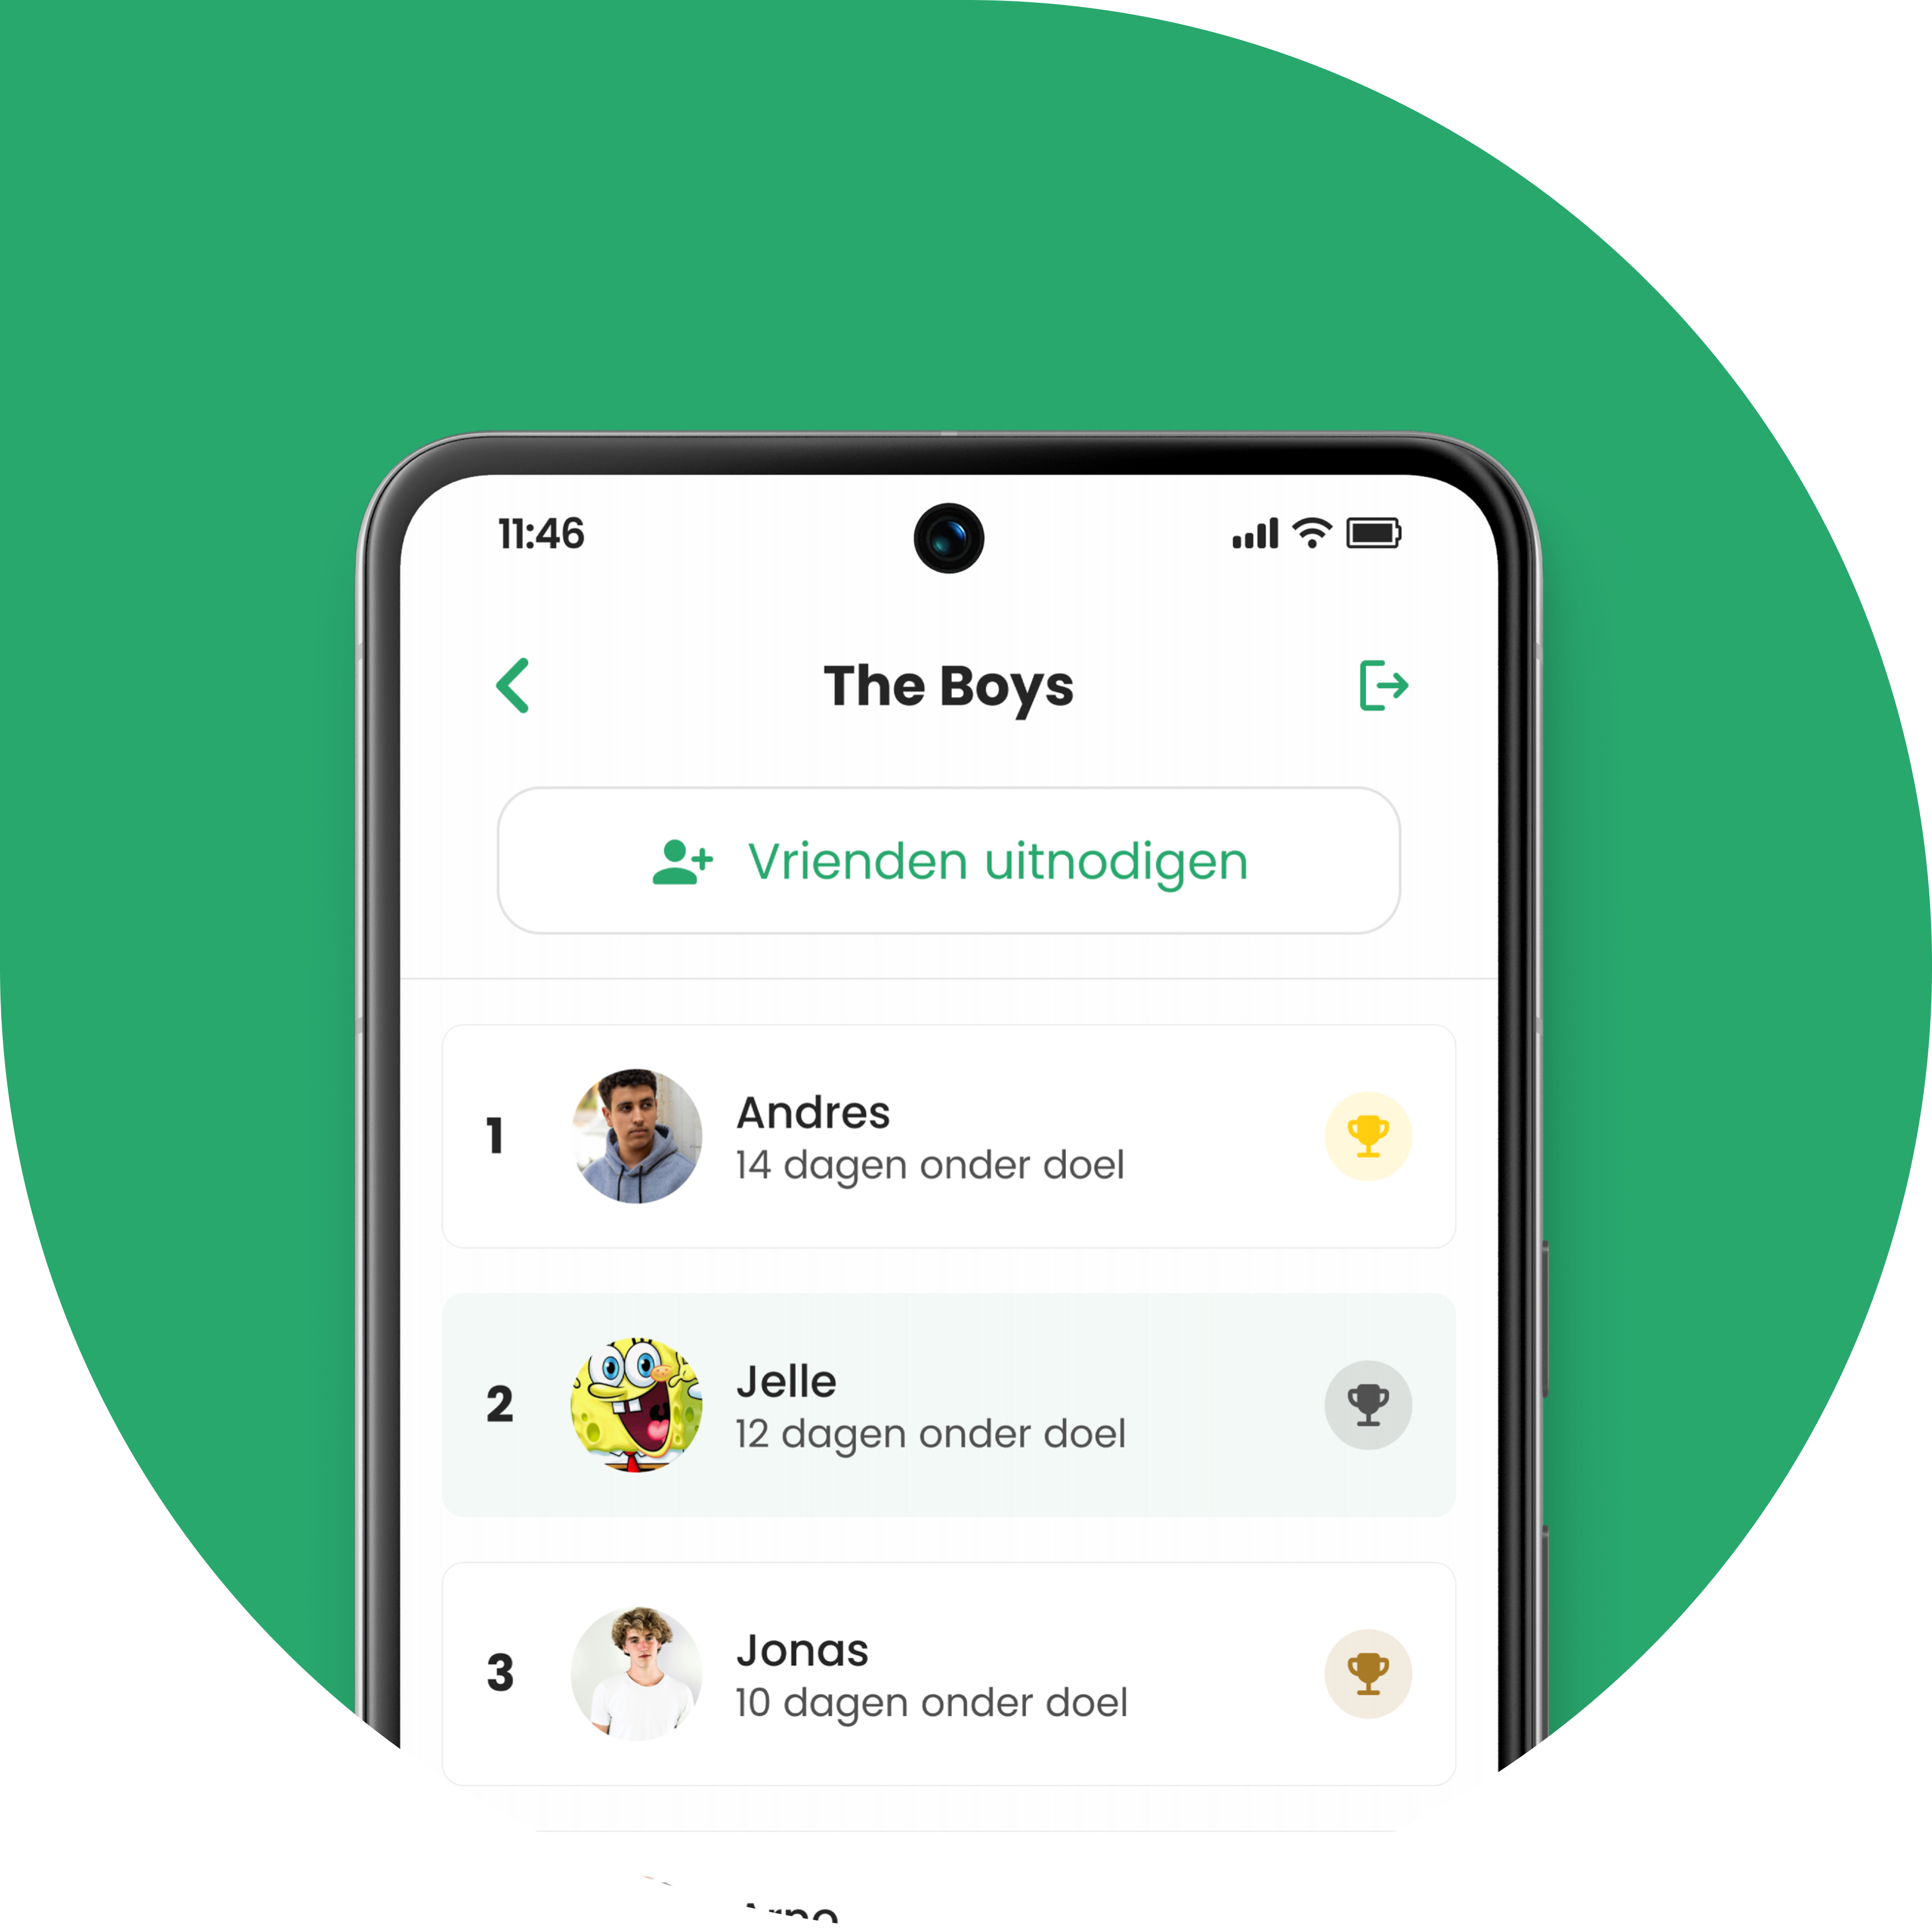 11:46
The Boys
Vrienden uitnodigen
1
Andres
14 dagen onder doel
2
Jelle
12 dagen onder doel
3
Jonas
10 dagen onder doel